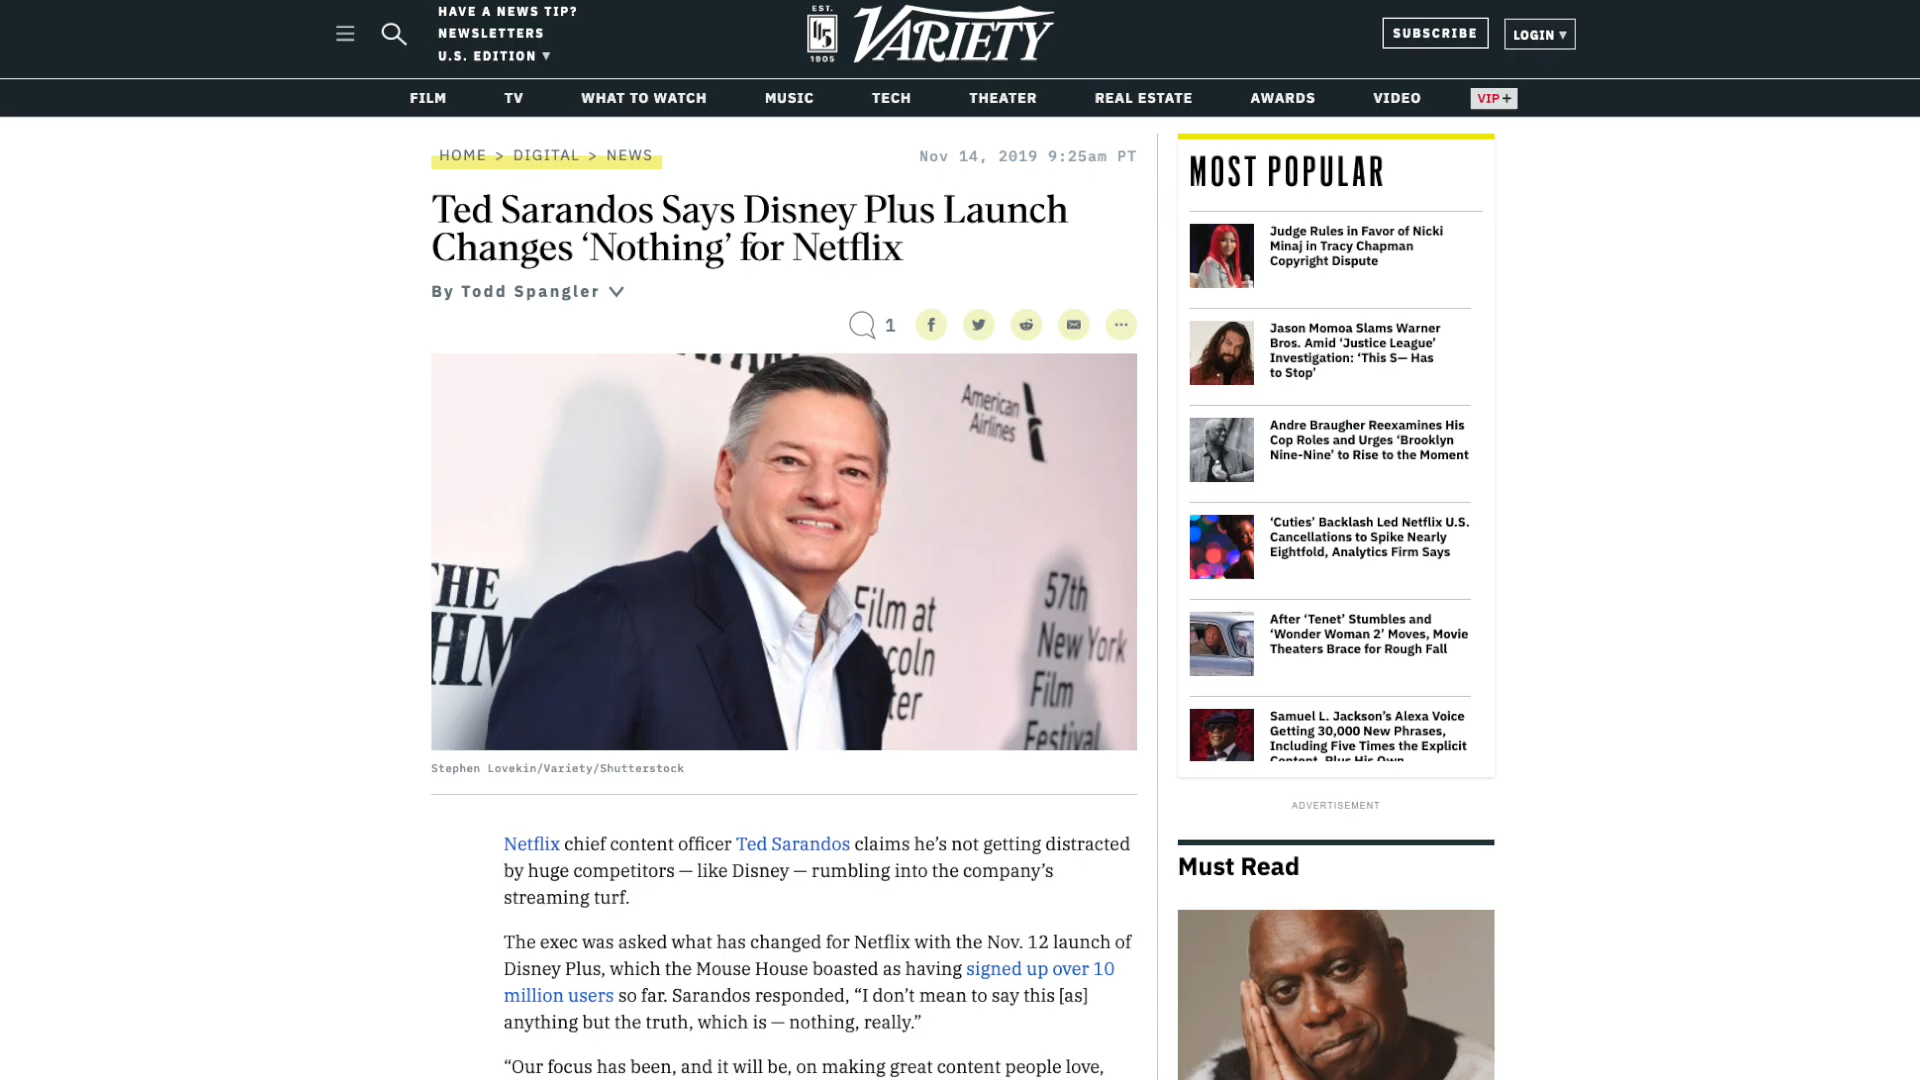 HAVE A NEWS TIP?
NEWSLETTERS
U.S. EDITION ▼
EST.
115
1905
VARIETY
SUBSCRIBE
LOGIN ▼
FILM TV WHAT TO WATCH MUSIC TECH THEATER REAL ESTATE AWARDS VIDEO VIP+
HOME > DIGITAL > NEWS
Nov 14, 2019 9:25am PT
Ted Sarandos Says Disney Plus Launch
Changes ‘Nothing’ for Netflix
By Todd Spangler
1
American
Airlines
THE
Film at
coln
ter
57th
New York
Film
Festival
Stephen Lovekin/Variety/Shutterstock
Netflix chief content officer Ted Sarandos claims he’s not getting distracted
by huge competitors — like Disney — rumbling into the company’s
streaming turf.
The exec was asked what has changed for Netflix with the Nov. 12 launch of
Disney Plus, which the Mouse House boasted as having signed up over 10
million users so far. Sarandos responded, “I don’t mean to say this [as]
anything but the truth, which is — nothing, really.”
“Our focus has been, and it will be, on making great content people love,
MOST POPULAR
Judge Rules in Favor of Nicki
Minaj in Tracy Chapman
Copyright Dispute
Jason Momoa Slams Warner
Bros. Amid ‘Justice League’
Investigation: ‘This S— Has
to Stop’
Andre Braugher Reexamines His
Cop Roles and Urges ‘Brooklyn
Nine-Nine’ to Rise to the Moment
‘Cuties’ Backlash Led Netflix U.S.
Cancellations to Spike Nearly
Eightfold, Analytics Firm Says
After ‘Tenet’ Stumbles and
‘Wonder Woman 2’ Moves, Movie
Theaters Brace for Rough Fall
Samuel L. Jackson’s Alexa Voice
Getting 30,000 New Phrases,
Including Five Times the Explicit
Content, Plus His Own
ADVERTISEMENT
Must Read